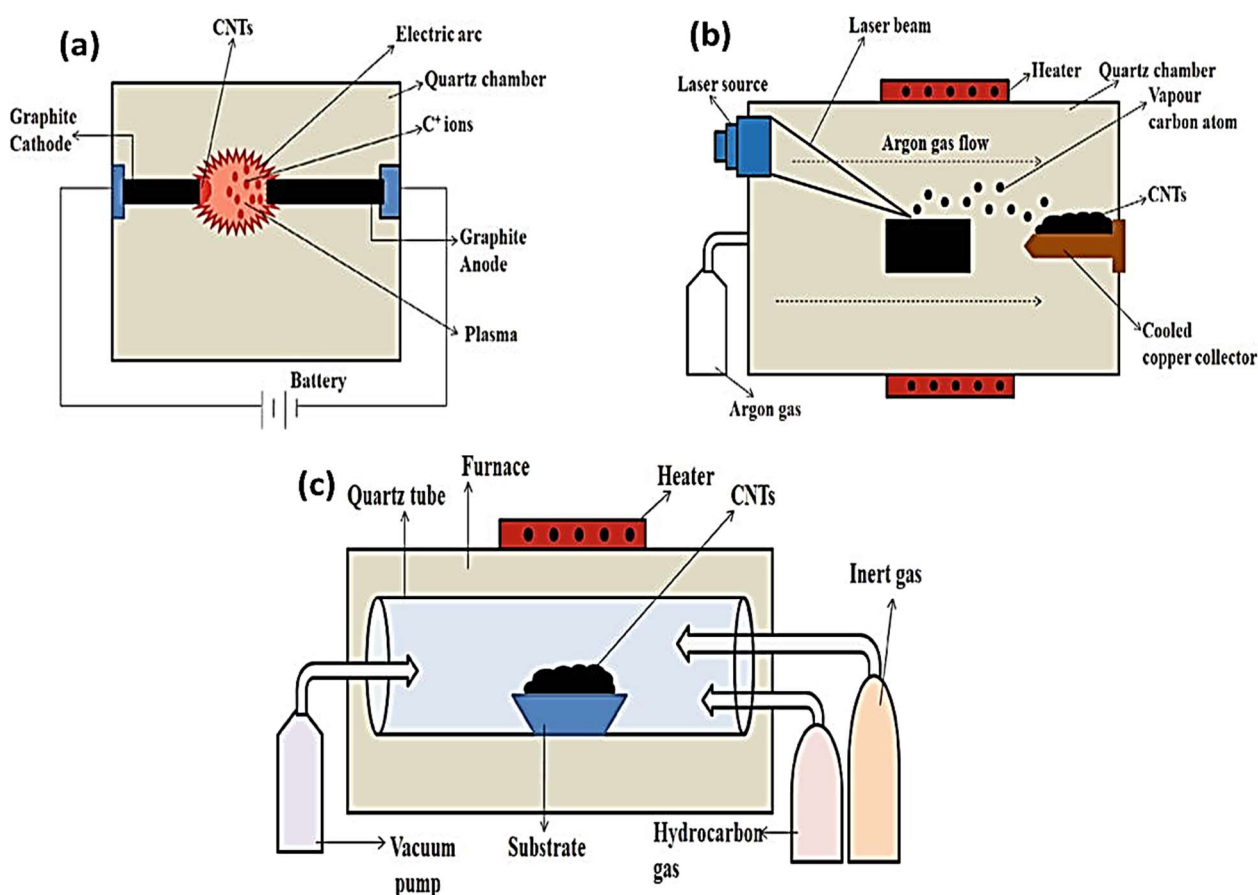 (a)
CNTs
Electric arc
Quartz chamber
Graphite
Cathode
C⁺ ions
Graphite
Anode
Plasma
Battery
(b)
Laser beam
Laser source
Heater
Quartz chamber
Vapour
carbon atom
Argon gas flow
CNTs
Cooled
copper collector
Argon gas
(c)
Furnace
Quartz tube
Heater
CNTs
Inert gas
Vacuum
pump
Substrate
Hydrocarbon
gas